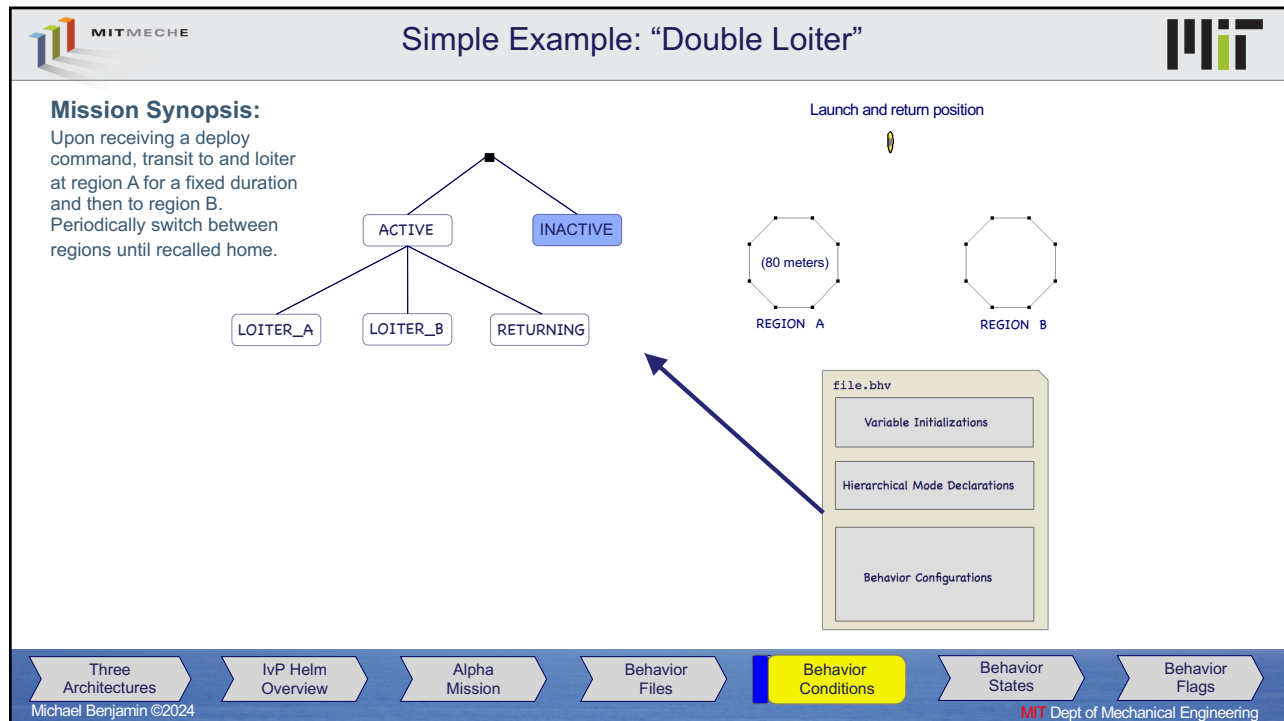 MITMECHE
Simple Example: “Double Loiter”
MIT
Mission Synopsis:
Upon receiving a deploy
command, transit to and loiter
at region A for a fixed duration
and then to region B.
Periodically switch between
regions until recalled home.
ACTIVE
INACTIVE
LOITER_A
LOITER_B
RETURNING
Launch and return position
(80 meters)
REGION A
REGION B
file.bhv
Variable Initializations
Hierarchical Mode Declarations
Behavior Configurations
Three
Architectures
IvP Helm
Overview
Alpha
Mission
Behavior
Files
Behavior
Conditions
Behavior
States
Behavior
Flags
Michael Benjamin ©2024
MIT Dept of Mechanical Engineering